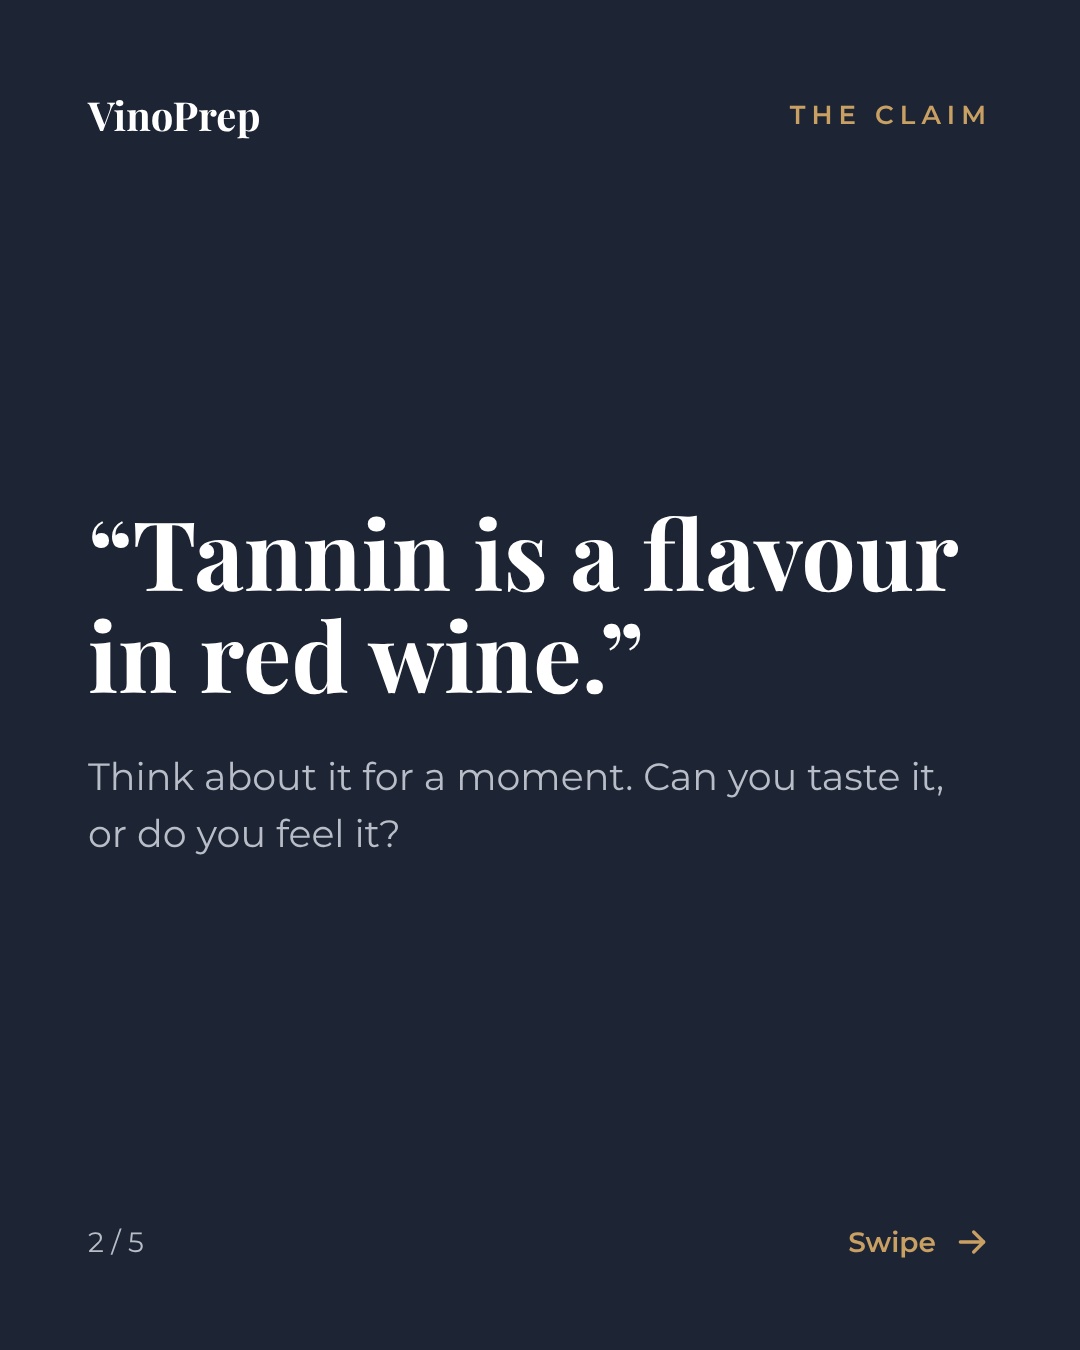 VinoPrep
THE CLAIM
“Tannin is a flavour
in red wine.”
Think about it for a moment. Can you taste it,
or do you feel it?
2 / 5
Swipe →